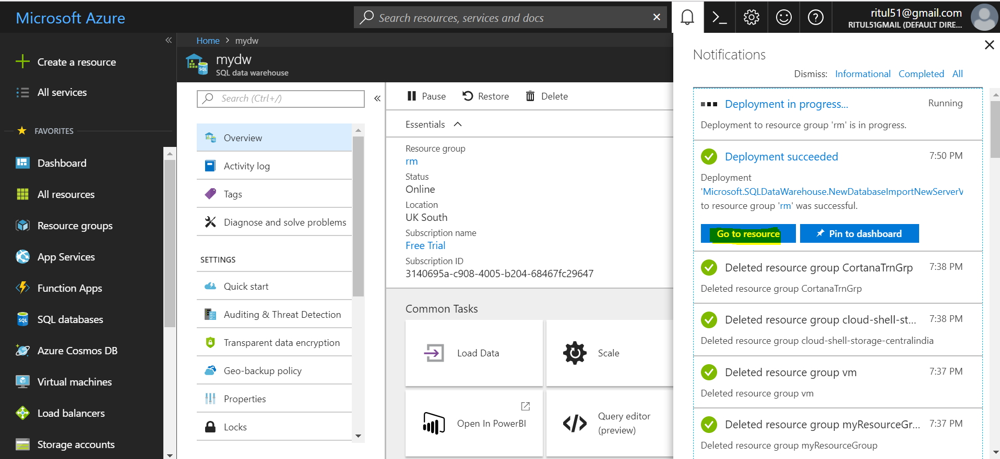 Microsoft Azure
Search resources, services and docs
ritul51@gmail.com
RITUL51GMAIL (DEFAULT DIRE...
Create a resource
All services
FAVORITES
Dashboard
All resources
Resource groups
App Services
Function Apps
SQL databases
Azure Cosmos DB
Virtual machines
Load balancers
Storage accounts
Home > mydw
mydw
SQL data warehouse
Search (Ctrl+/)
Overview
Activity log
Tags
Diagnose and solve problems
SETTINGS
Quick start
Auditing & Threat Detection
Transparent data encryption
Geo-backup policy
Properties
Locks
Pause Restore Delete
Essentials
Resource group
rm
Status
Online
Location
UK South
Subscription name
Free Trial
Subscription ID
3140695a-c908-4005-b204-68467fc29647
Common Tasks
Load Data
Scale
Open In PowerBI
Query editor
(preview)
Notifications
Dismiss: Informational Completed All
Deployment in progress... Running
Deployment to resource group 'rm' is in progress.
Deployment succeeded 7:50 PM
Deployment
'Microsoft.SQLDataWarehouse.NewDatabaseImportNewServerV
to resource group 'rm' was successful.
Go to resource Pin to dashboard
Deleted resource group CortanaTrnGrp 7:38 PM
Deleted resource group CortanaTrnGrp
Deleted resource group cloud-shell-st... 7:38 PM
Deleted resource group cloud-shell-storage-centralindia
Deleted resource group vm 7:37 PM
Deleted resource group vm
Deleted resource group myResourceGr... 7:37 PM
Deleted resource group myResourceGroup